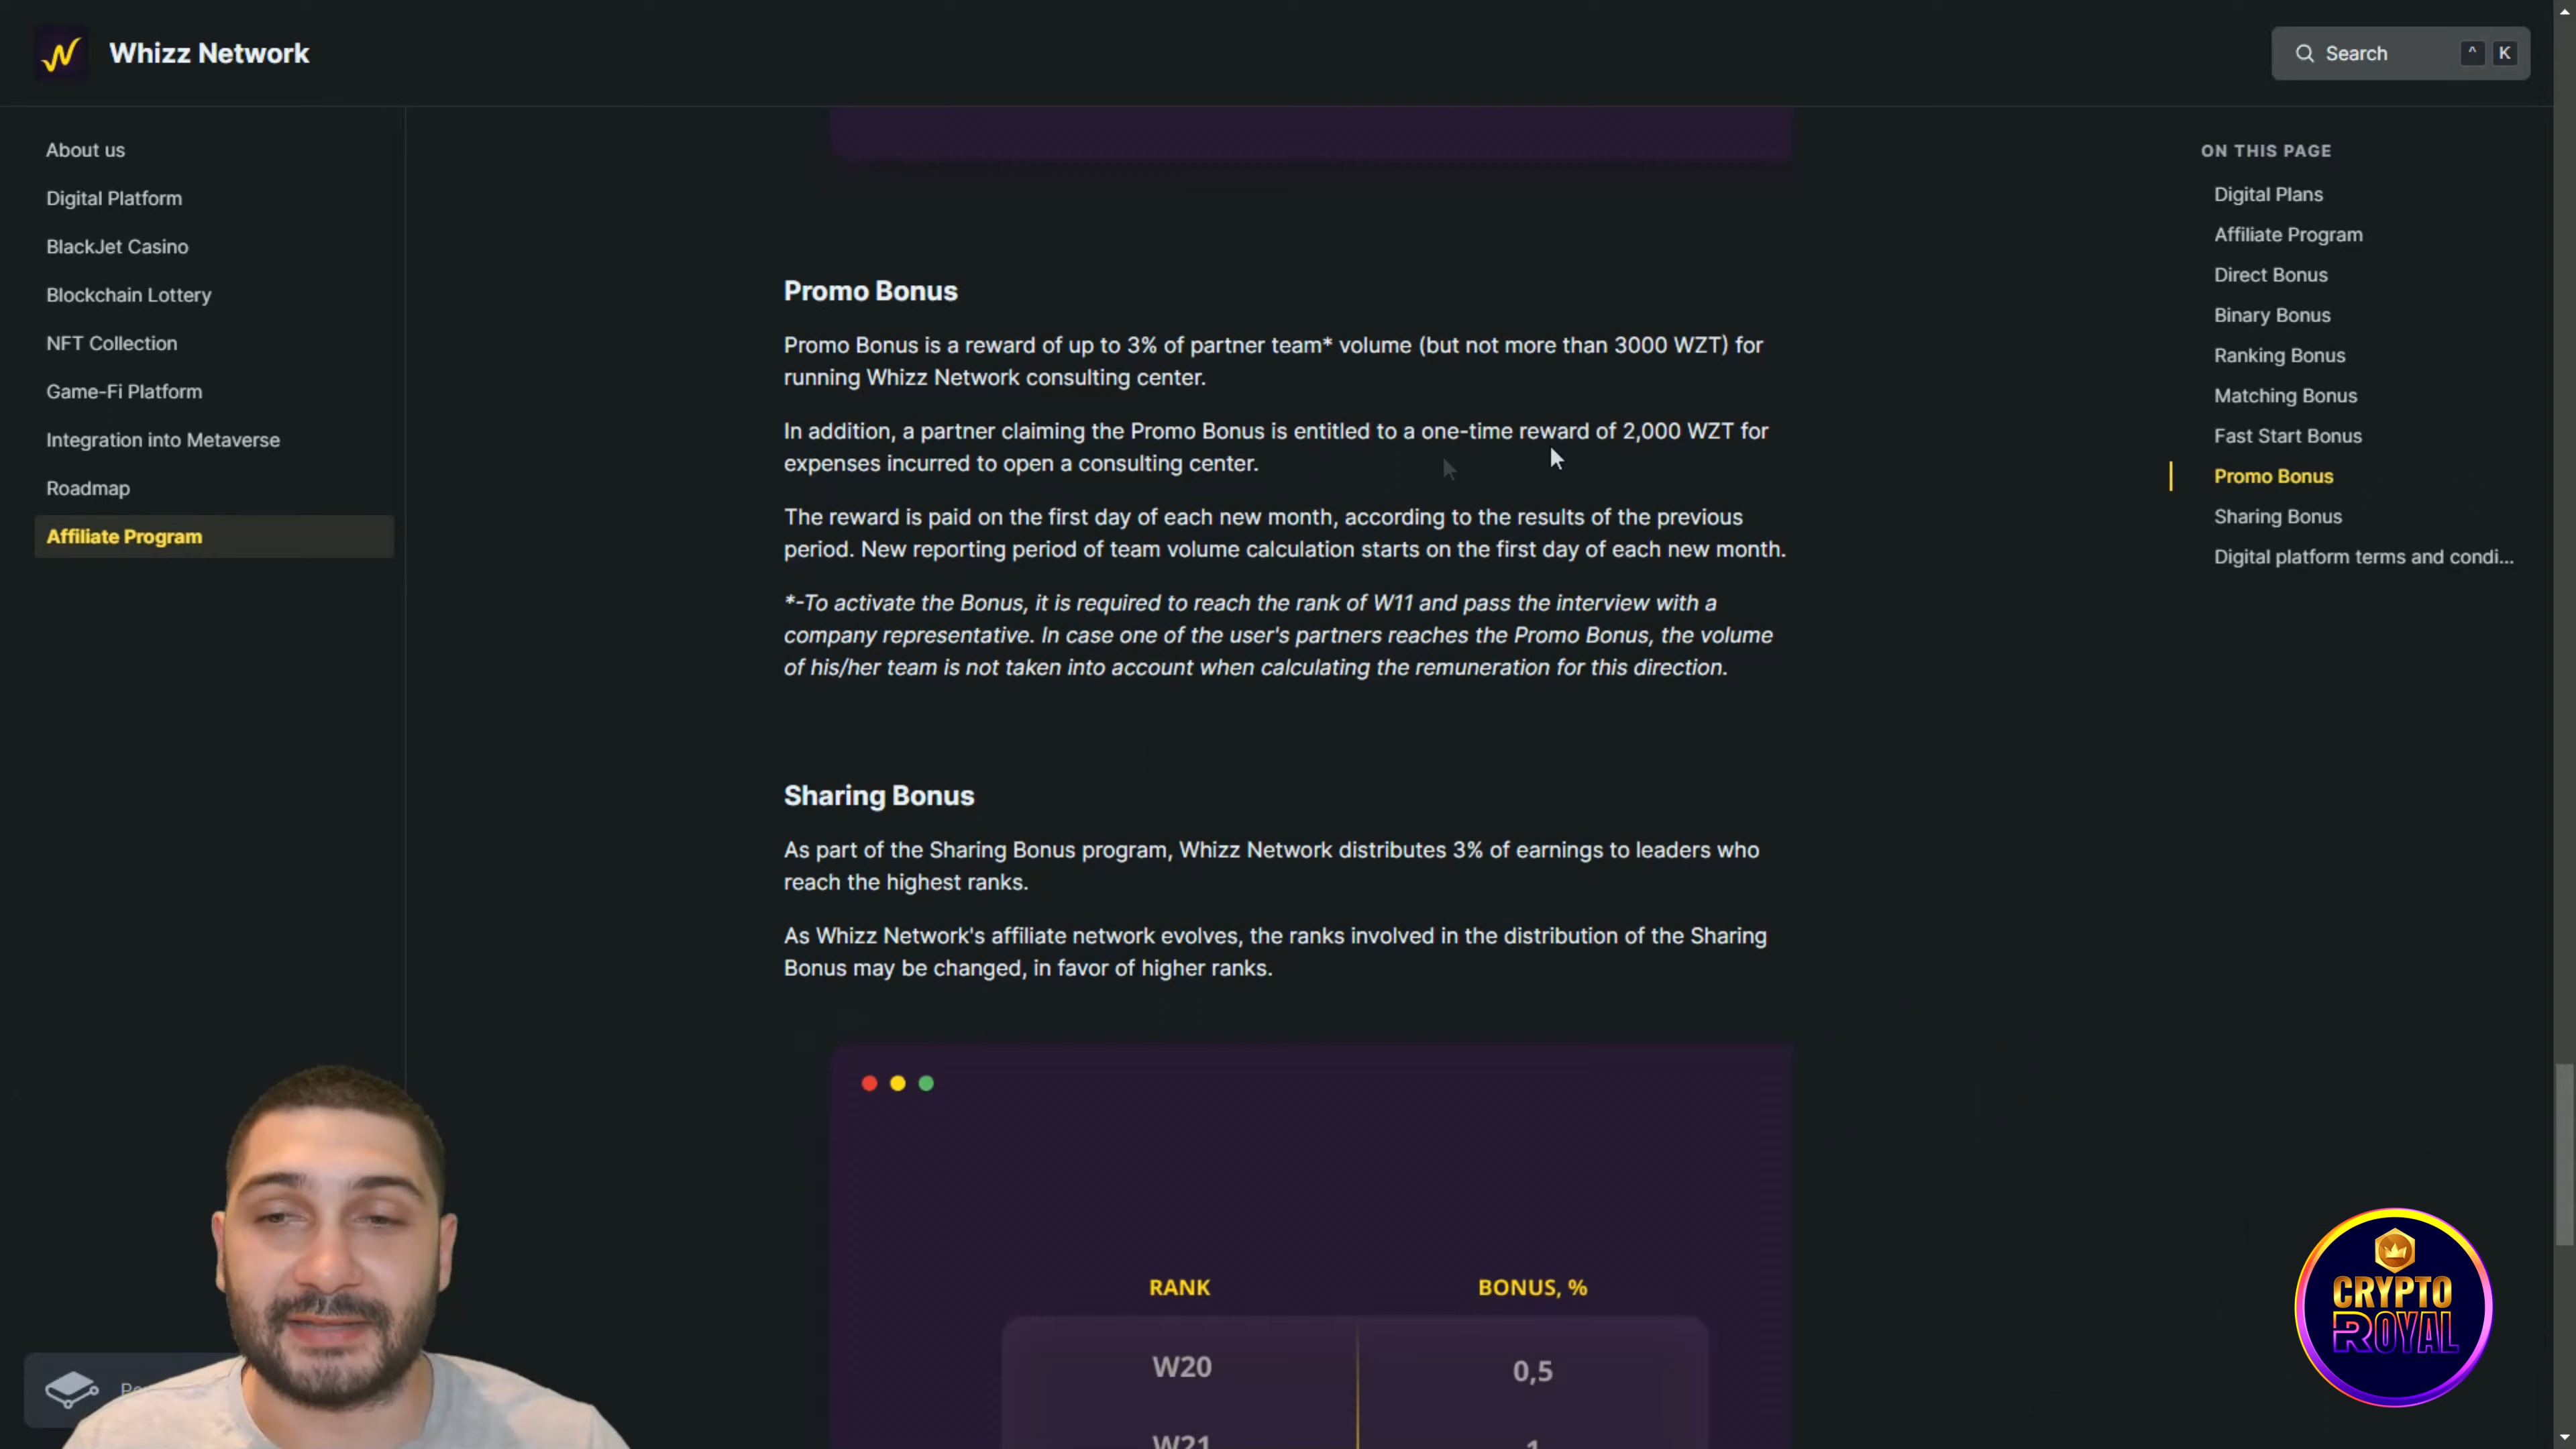 Whizz Network
Search
^ K
About us
Digital Platform
BlackJet Casino
Blockchain Lottery
NFT Collection
Game-Fi Platform
Integration into Metaverse
Roadmap
Affiliate Program
Promo Bonus
Promo Bonus is a reward of up to 3% of partner team* volume (but not more than 3000 WZT) for
running Whizz Network consulting center.
In addition, a partner claiming the Promo Bonus is entitled to a one-time reward of 2,000 WZT for
expenses incurred to open a consulting center.
The reward is paid on the first day of each new month, according to the results of the previous
period. New reporting period of team volume calculation starts on the first day of each new month.
*-To activate the Bonus, it is required to reach the rank of W11 and pass the interview with a
company representative. In case one of the user's partners reaches the Promo Bonus, the volume
of his/her team is not taken into account when calculating the remuneration for this direction.
Sharing Bonus
As part of the Sharing Bonus program, Whizz Network distributes 3% of earnings to leaders who
reach the highest ranks.
As Whizz Network's affiliate network evolves, the ranks involved in the distribution of the Sharing
Bonus may be changed, in favor of higher ranks.
RANK BONUS, %
W20 0,5
W21 1
ON THIS PAGE
Digital Plans
Affiliate Program
Direct Bonus
Binary Bonus
Ranking Bonus
Matching Bonus
Fast Start Bonus
Promo Bonus
Sharing Bonus
Digital platform terms and condi...
CRYPTO
ROYAL